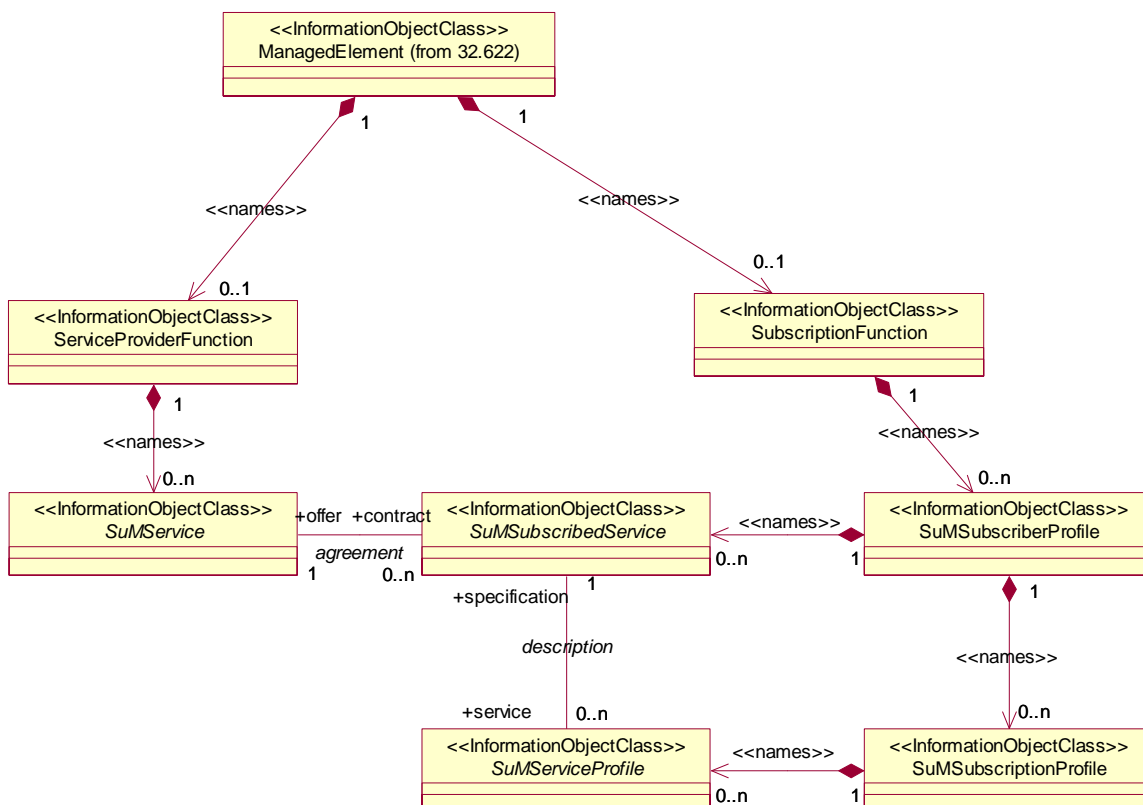 <<InformationObjectClass>>
ManagedElement (from 32.622)
1
1
<<names>>
<<names>>
0..1
0..1
<<InformationObjectClass>>
ServiceProviderFunction
<<InformationObjectClass>>
SubscriptionFunction
1
1
<<names>>
<<names>>
0..n
0..n
<<InformationObjectClass>>
SuMService
+offer
+contract
agreement
1
0..n
<<InformationObjectClass>>
SuMSubscribedService
<<names>>
0..n
1
<<InformationObjectClass>>
SuMSubscriberProfile
+specification
1
1
description
<<names>>
+service
0..n
0..n
<<InformationObjectClass>>
SuMServiceProfile
<<names>>
0..n
1
<<InformationObjectClass>>
SuMSubscriptionProfile